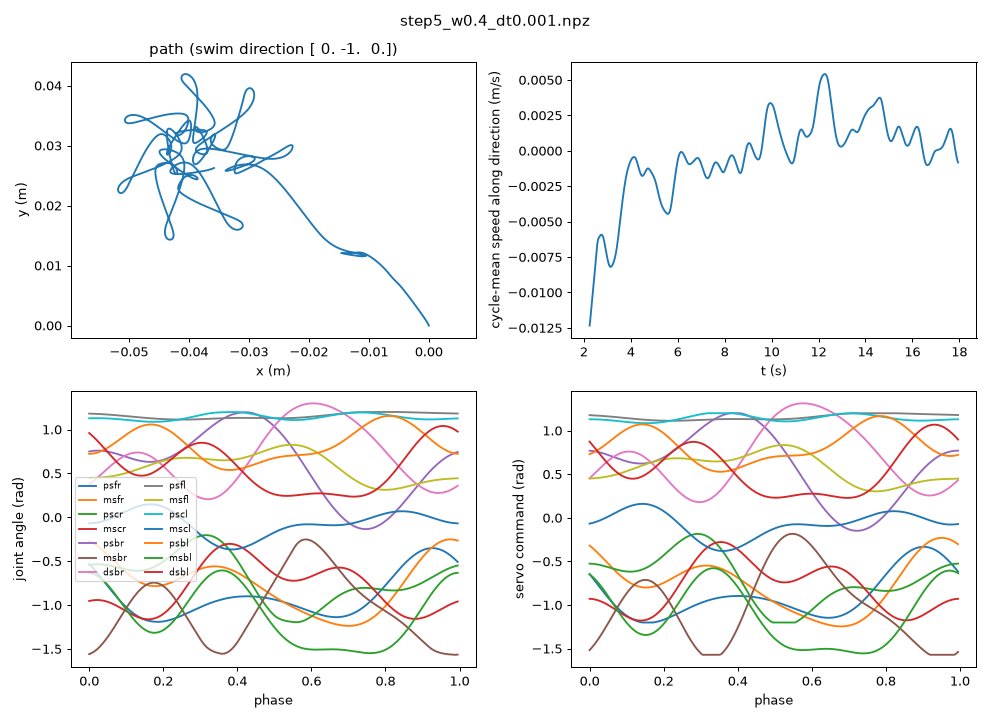 step5_w0.4_dt0.001.npz
path (swim direction [ 0. -1.  0.])
y (m)
0.04
0.03
0.02
0.01
0.00
−0.05 −0.04 −0.03 −0.02 −0.01 0.00
x (m)
cycle-mean speed along direction (m/s)
0.0050
0.0025
0.0000
−0.0025
−0.0050
−0.0075
−0.0100
−0.0125
2 4 6 8 10 12 14 16 18
t (s)
joint angle (rad)
1.0
0.5
0.0
−0.5
−1.0
−1.5
psfr psfl
msfr msfl
pscr pscl
mscr mscl
psbr psbl
msbr msbl
dsbr dsbl
0.0 0.2 0.4 0.6 0.8 1.0
phase
servo command (rad)
1.0
0.5
0.0
−0.5
−1.0
−1.5
0.0 0.2 0.4 0.6 0.8 1.0
phase